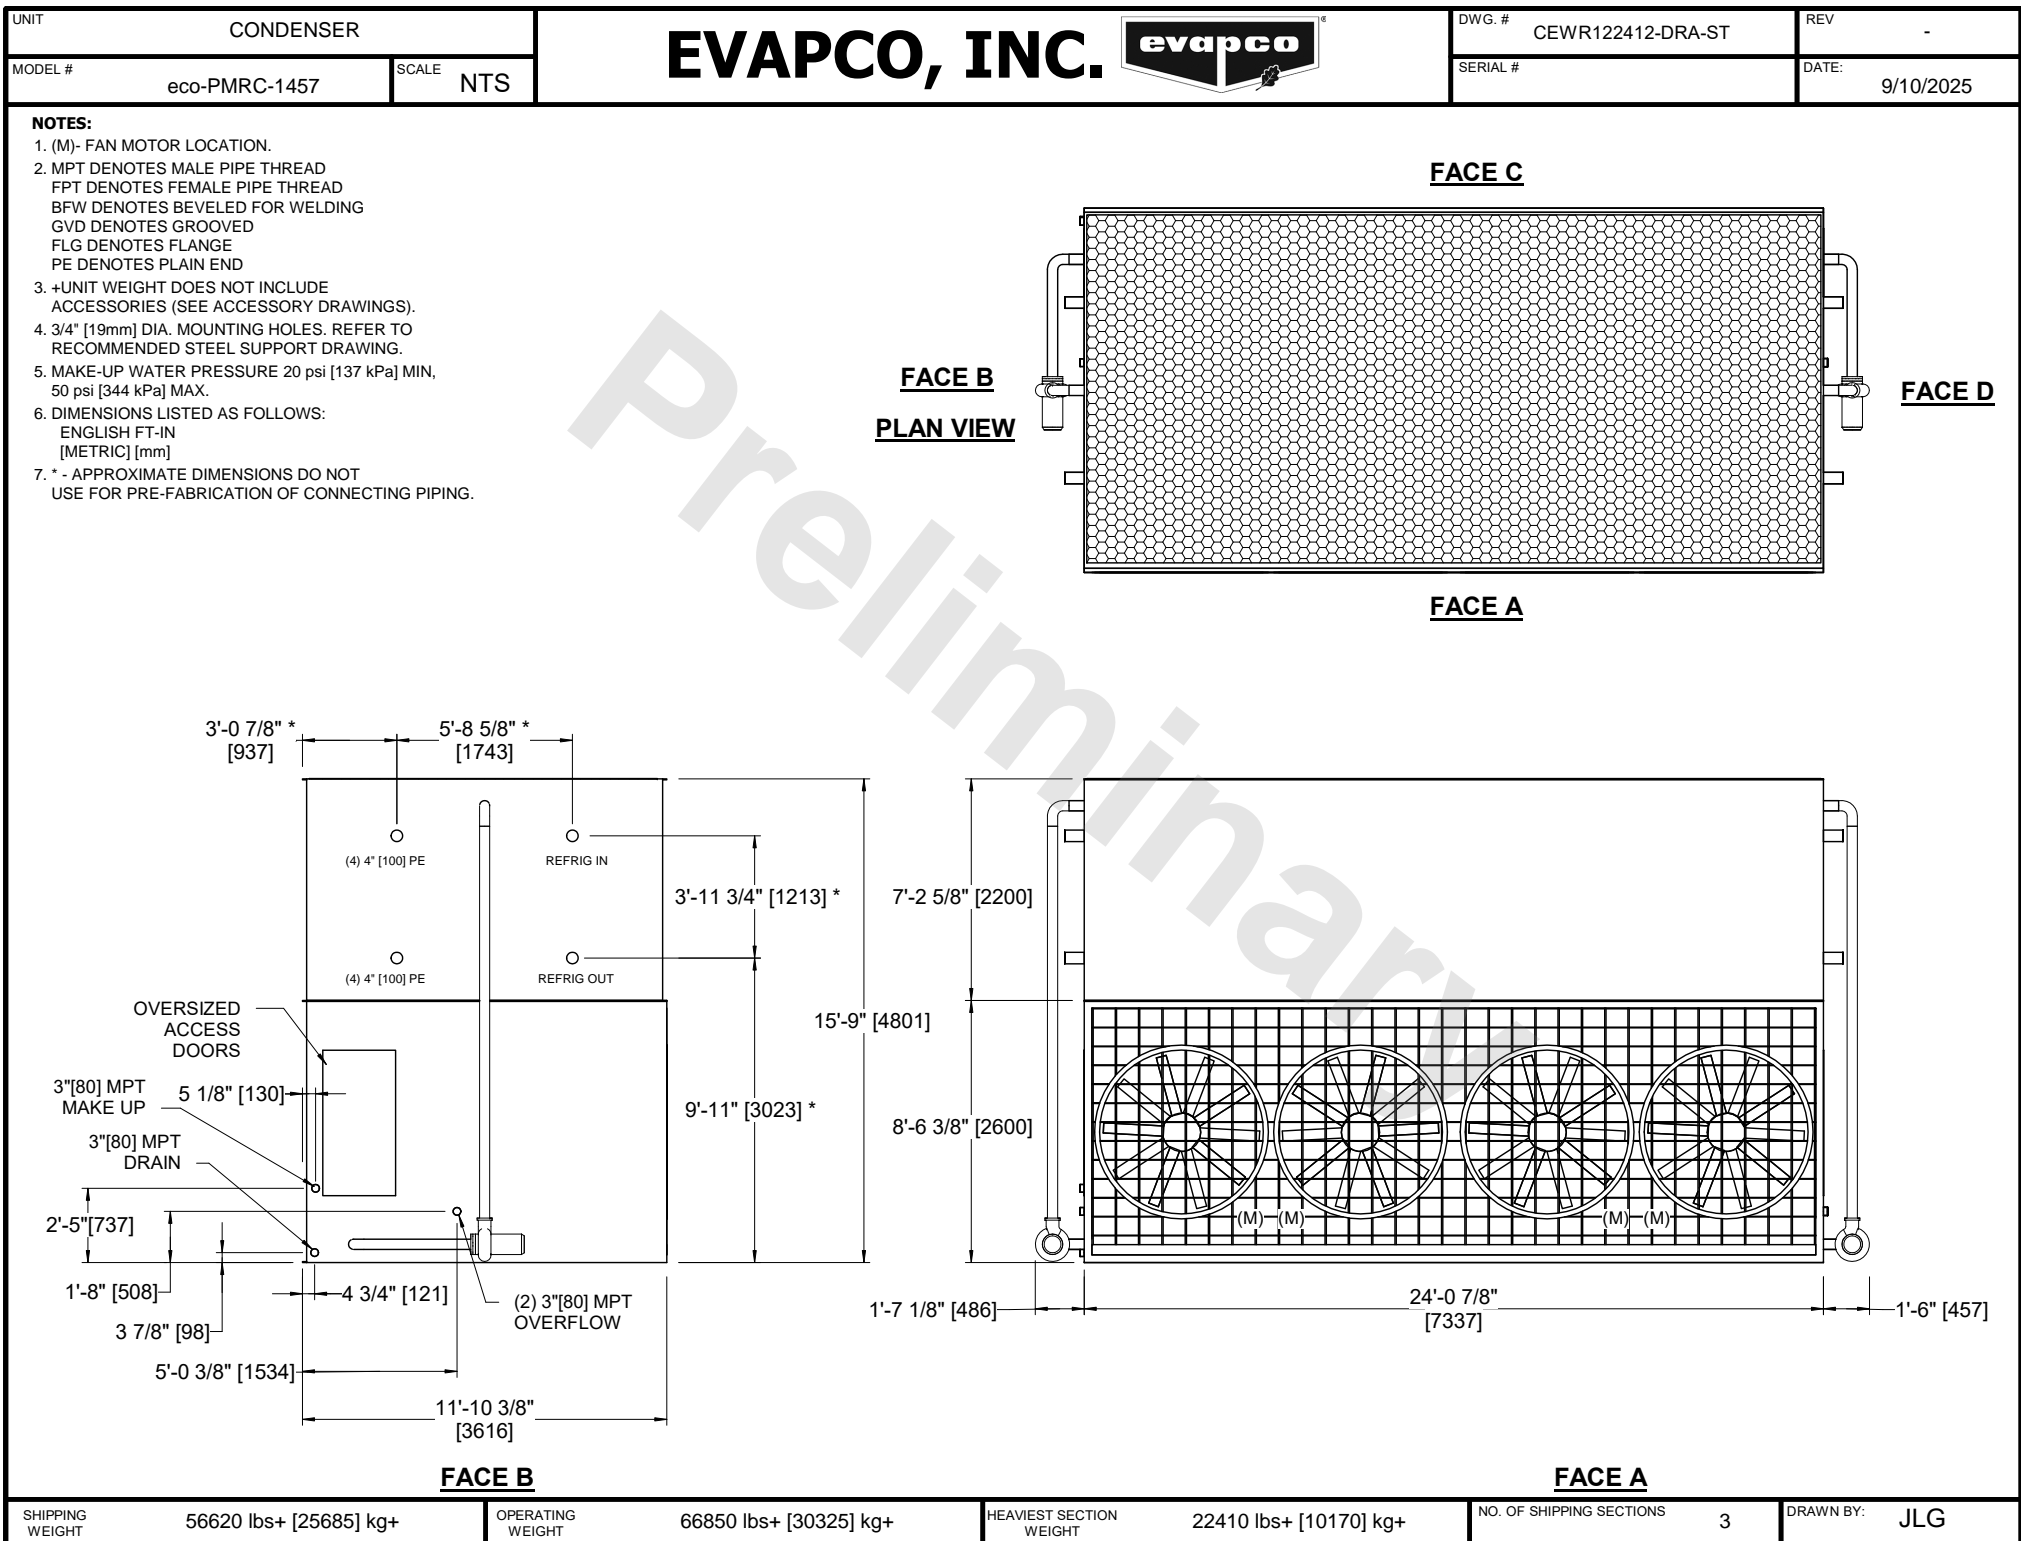 UNIT
CONDENSER
MODEL #
eco-PMRC-1457
SCALE
NTS
EVAPCO, INC.
evapco
®
DWG. #
CEWR122412-DRA-ST
REV
-
SERIAL #
DATE:
9/10/2025
NOTES:
1. (M)- FAN MOTOR LOCATION.
2. MPT DENOTES MALE PIPE THREAD
FPT DENOTES FEMALE PIPE THREAD
BFW DENOTES BEVELED FOR WELDING
GVD DENOTES GROOVED
FLG DENOTES FLANGE
PE DENOTES PLAIN END
3. +UNIT WEIGHT DOES NOT INCLUDE
ACCESSORIES (SEE ACCESSORY DRAWINGS).
4. 3/4" [19mm] DIA. MOUNTING HOLES. REFER TO
RECOMMENDED STEEL SUPPORT DRAWING.
5. MAKE-UP WATER PRESSURE 20 psi [137 kPa] MIN,
50 psi [344 kPa] MAX.
6. DIMENSIONS LISTED AS FOLLOWS:
ENGLISH FT-IN
[METRIC] [mm]
7. * - APPROXIMATE DIMENSIONS DO NOT
USE FOR PRE-FABRICATION OF CONNECTING PIPING.
Preliminary
FACE C
FACE B
PLAN VIEW
FACE D
FACE A
3'-0 7/8" *
[937]
5'-8 5/8" *
[1743]
(4) 4" [100] PE
REFRIG IN
3'-11 3/4" [1213] *
(4) 4" [100] PE
REFRIG OUT
OVERSIZED
ACCESS
DOORS
15'-9" [4801]
3"[80] MPT
MAKE UP
5 1/8" [130]
9'-11" [3023] *
3"[80] MPT
DRAIN
2'-5"[737]
1'-8" [508]
4 3/4" [121]
(2) 3"[80] MPT
OVERFLOW
3 7/8" [98]
5'-0 3/8" [1534]
11'-10 3/8"
[3616]
FACE B
7'-2 5/8" [2200]
8'-6 3/8" [2600]
(M) (M) (M) (M)
1'-7 1/8" [486]
24'-0 7/8"
[7337]
1'-6" [457]
FACE A
SHIPPING
WEIGHT
56620 lbs+ [25685] kg+
OPERATING
WEIGHT
66850 lbs+ [30325] kg+
HEAVIEST SECTION
WEIGHT
22410 lbs+ [10170] kg+
NO. OF SHIPPING SECTIONS
3
DRAWN BY:
JLG